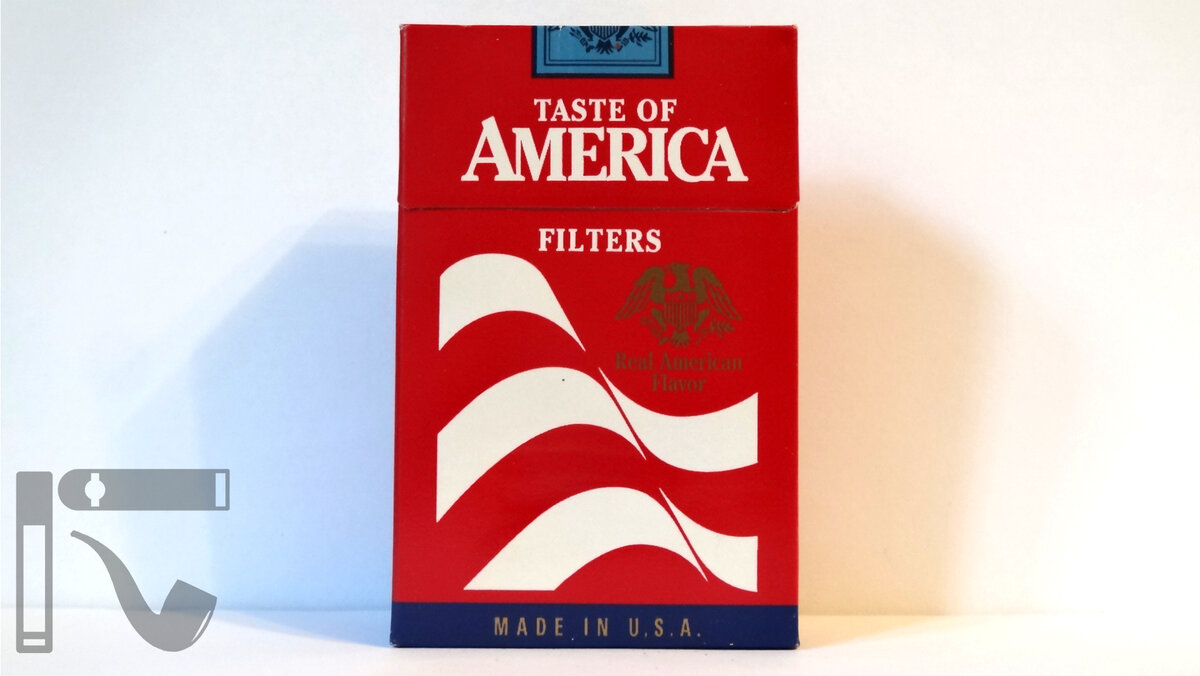 TASTE OF
AMERICA
FILTERS
Real American
Flavor
MADE IN U.S.A.